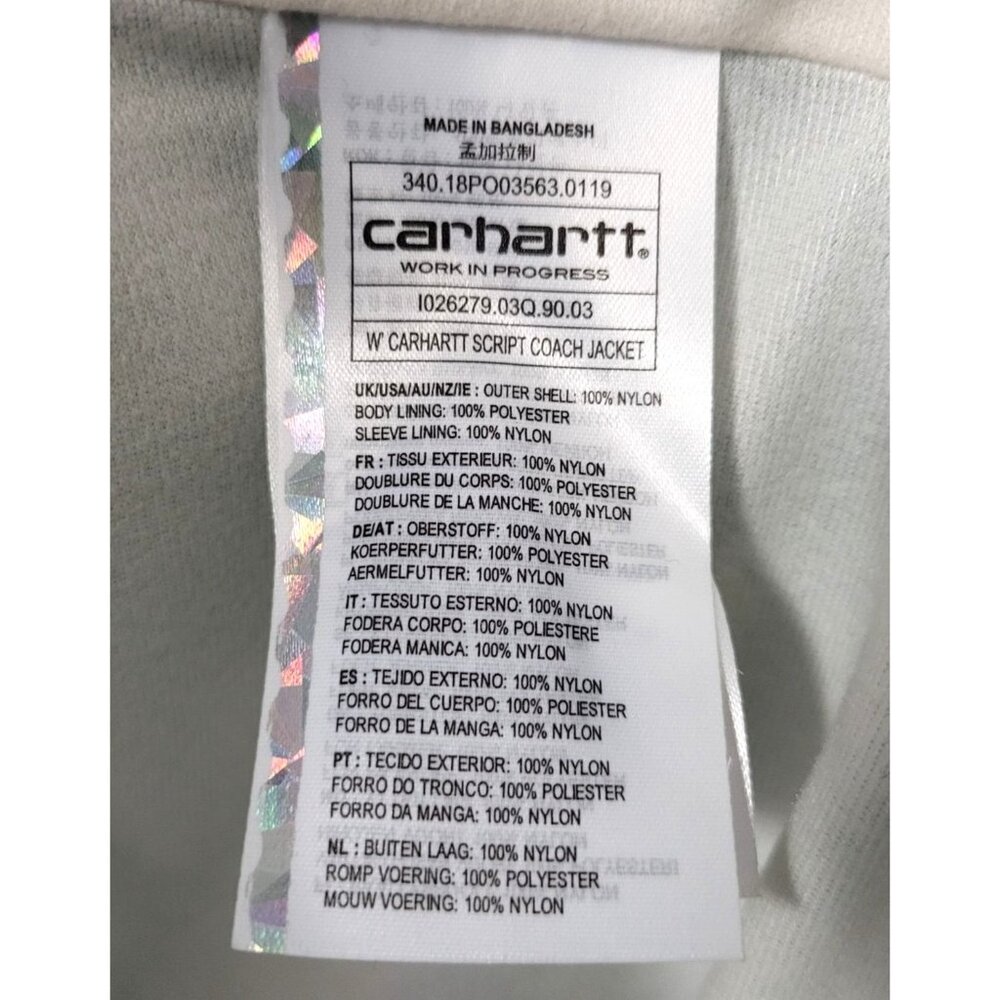 MADE IN BANGLADESH
孟加拉制
340.18PO03563.0119
carhartt®
WORK IN PROGRESS
I026279.03Q.90.03
W' CARHARTT SCRIPT COACH JACKET
UK/USA/AU/NZ/IE : OUTER SHELL: 100% NYLON
BODY LINING: 100% POLYESTER
SLEEVE LINING: 100% NYLON
FR : TISSU EXTERIEUR: 100% NYLON
DOUBLURE DU CORPS: 100% POLYESTER
DOUBLURE DE LA MANCHE: 100% NYLON
DE/AT : OBERSTOFF: 100% NYLON
KOERPERFUTTER: 100% POLYESTER
AERMELFUTTER: 100% NYLON
IT : TESSUTO ESTERNO: 100% NYLON
FODERA CORPO: 100% POLIESTERE
FODERA MANICA: 100% NYLON
ES : TEJIDO EXTERNO: 100% NYLON
FORRO DEL CUERPO: 100% POLIESTER
FORRO DE LA MANGA: 100% NYLON
PT : TECIDO EXTERIOR: 100% NYLON
FORRO DO TRONCO: 100% POLIESTER
FORRO DA MANGA: 100% NYLON
NL : BUITEN LAAG: 100% NYLON
ROMP VOERING: 100% POLYESTER
MOUW VOERING: 100% NYLON